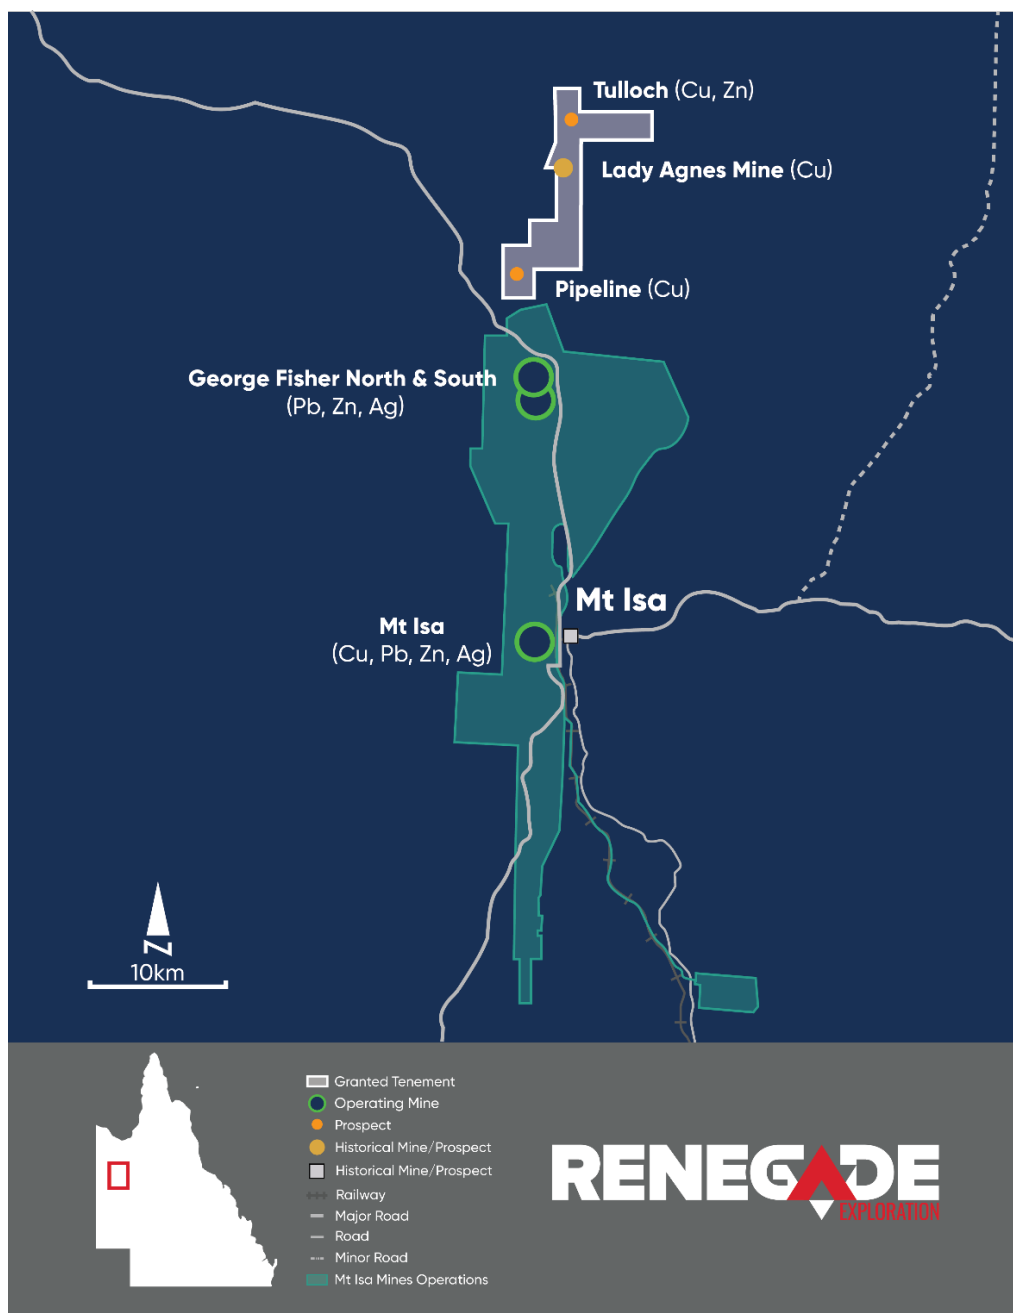 Tulloch (Cu, Zn)
Lady Agnes Mine (Cu)
Pipeline (Cu)
George Fisher North & South
(Pb, Zn, Ag)
Mt Isa
Mt Isa
(Cu, Pb, Zn, Ag)
N
10km
Granted Tenement
Operating Mine
Prospect
Historical Mine/Prospect
Historical Mine/Prospect
Railway
Major Road
Road
Minor Road
Mt Isa Mines Operations
RENEGADE
EXPLORATION